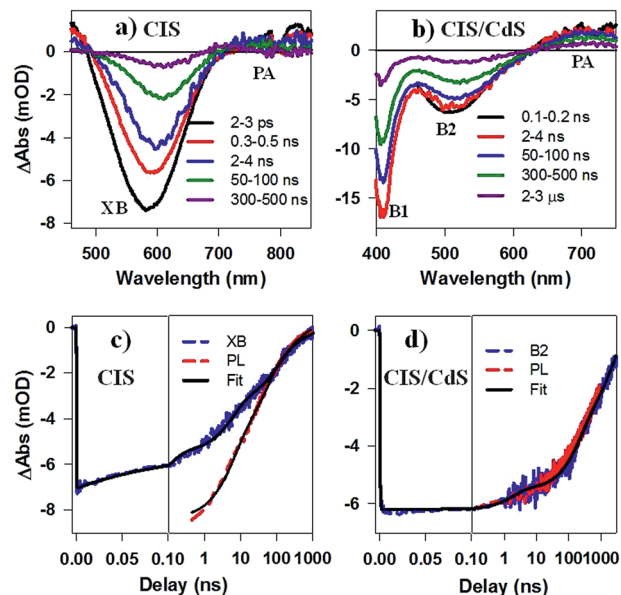 a) CIS
ΔAbs (mOD)
2
0
-2
-4
-6
-8
PA
XB
2-3 ps
0.3-0.5 ns
2-4 ns
50-100 ns
300-500 ns
500 600 700 800
Wavelength (nm)
b) CIS/CdS
0
-5
-10
-15
PA
B2
B1
0.1-0.2 ns
2-4 ns
50-100 ns
300-500 ns
2-3 μs
400 500 600 700
Wavelength (nm)
c)
CIS
ΔAbs (mOD)
0
-2
-4
-6
-8
XB
PL
Fit
0.00 0.05 0.10 1 10 100 1000
Delay (ns)
d)
CIS/CdS
0
-2
-4
-6
B2
PL
Fit
0.00 0.05 0.10 1 10 100 1000
Delay (ns)